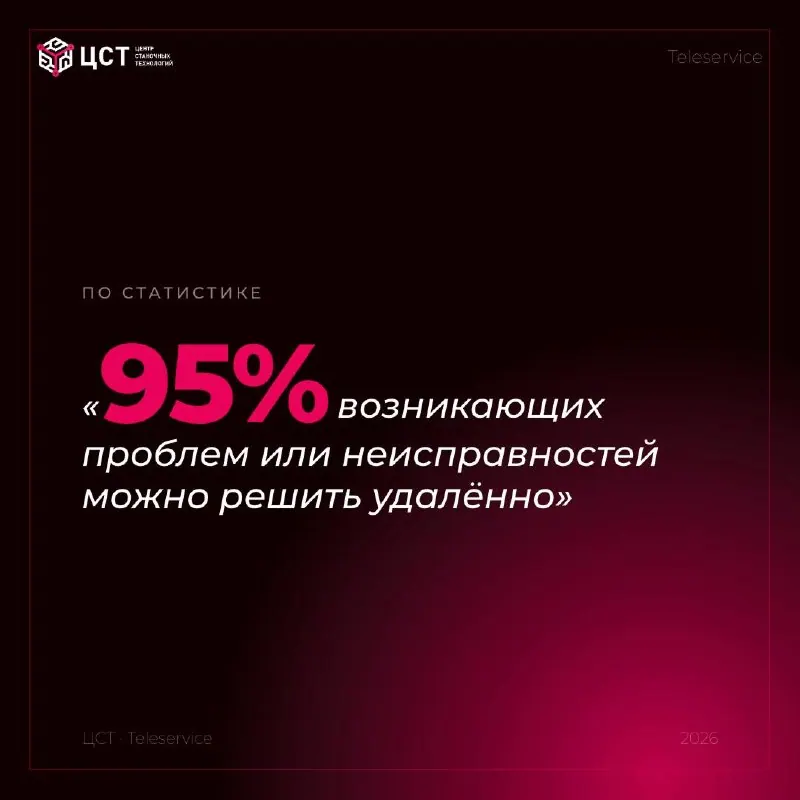 ЦСТ
ЦЕНТР
СТАНОЧНЫХ
ТЕХНОЛОГИЙ
Teleservice
ПО СТАТИСТИКЕ
«95% возникающих
проблем или неисправностей
можно решить удалённо»
ЦСТ · Teleservice
2026